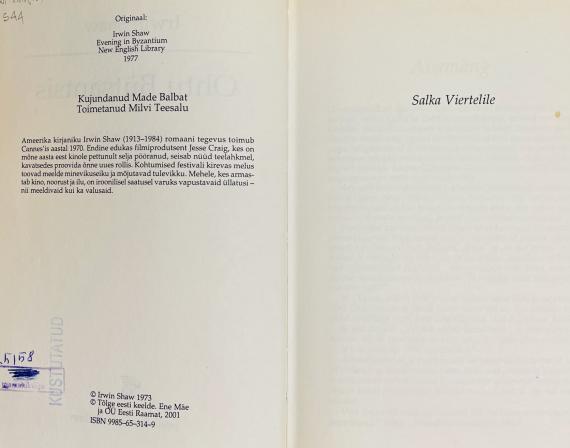 544
Originaal:
Irwin Shaw
Evening in Byzantium
New English Library
1977
Kujundanud Made Balbat
Toimetanud Milvi Teesalu
Ameerika kirjaniku Irwin Shaw (1913–1984) romaani tegevus toimub
Cannes'is aastal 1970. Endine edukas filmiprodutsent Jesse Craig, kes on
mõne aasta eest kinole pettunult selja pööranud, seisab nüüd teelahkmel,
kavatsedes proovida õnne uues rollis. Kohtumised festivali kirevas melus
toovad meelde minevikuseiku ja mõjutavad tulevikku. Mehele, kes armas-
tab kino, noorust ja ilu, on iroonilisel saatusel varuks vapustavaid üllatusi –
nii meeldivaid kui ka valusaid.
5158
KUSTUTATUD
© Irwin Shaw 1973
© Tõlge eesti keelde. Ene Mäe
ja OÜ Eesti Raamat, 2001
ISBN 9985-65-314-9
Salka Viertelile